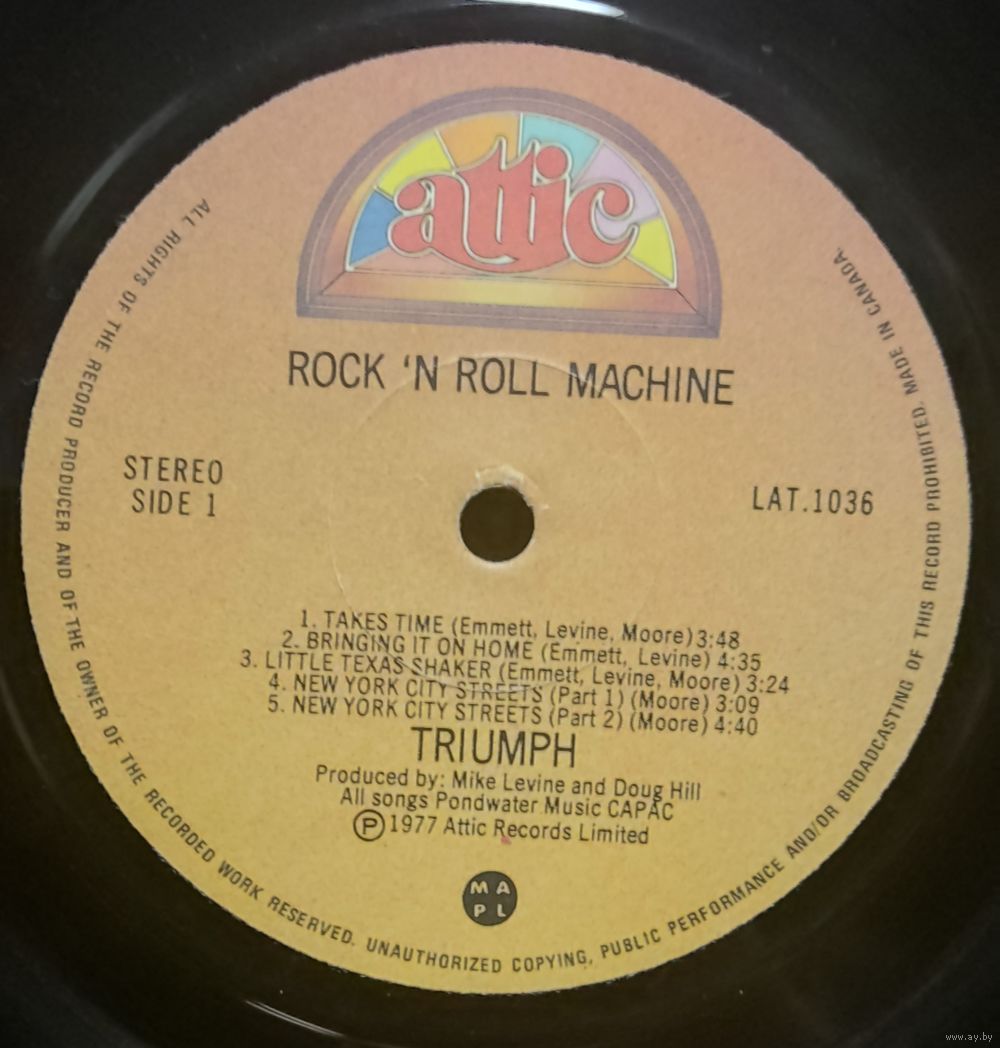 attic
ROCK 'N ROLL MACHINE
STEREO
SIDE 1
LAT.1036
1. TAKES TIME (Emmett, Levine, Moore) 3:48
2. BRINGING IT ON HOME (Emmett, Levine) 4:35
3. LITTLE TEXAS SHAKER (Emmett, Levine, Moore) 3:24
4. NEW YORK CITY STREETS (Part 1) (Moore) 3:09
5. NEW YORK CITY STREETS (Part 2) (Moore) 4:40
TRIUMPH
Produced by: Mike Levine and Doug Hill
All songs Pondwater Music CAPAC
Ⓟ 1977 Attic Records Limited
M A
P L
ALL RIGHTS OF THE RECORD PRODUCER AND OF THE OWNER OF THE RECORDED WORK RESERVED. UNAUTHORIZED COPYING, PUBLIC PERFORMANCE AND/OR BROADCASTING OF THIS RECORD PROHIBITED. MADE IN CANADA.
www.ay.by